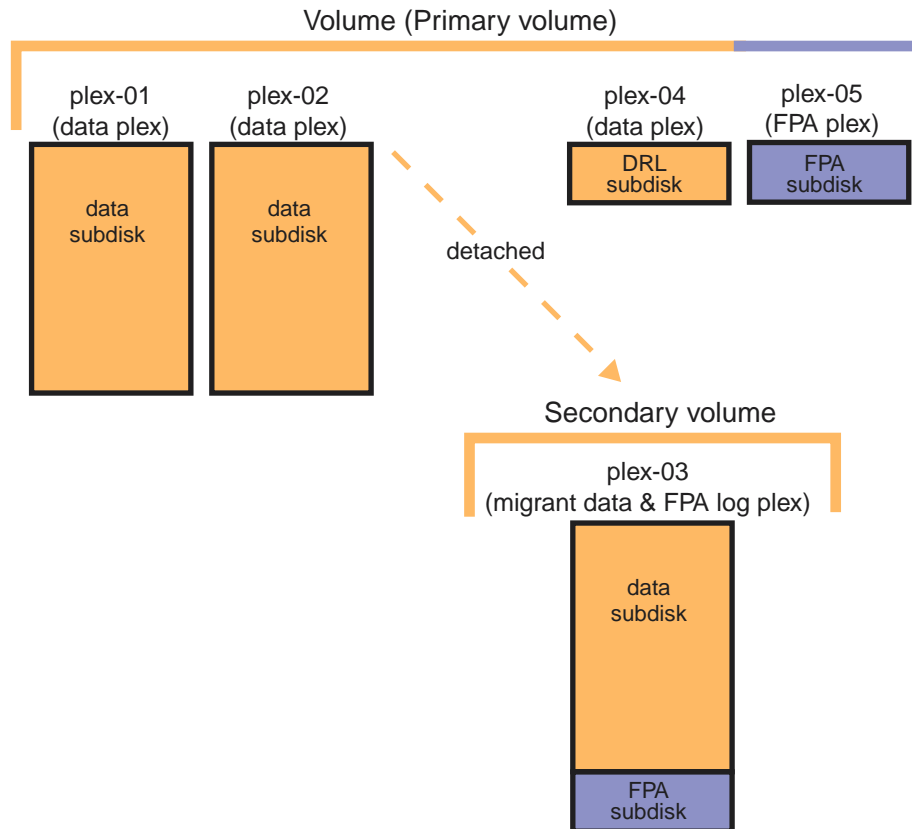 Volume (Primary volume)
plex-01
(data plex)
plex-02
(data plex)
plex-04
(data plex)
plex-05
(FPA plex)
data
subdisk
data
subdisk
DRL
subdisk
FPA
subdisk
detached
Secondary volume
plex-03
(migrant data & FPA log plex)
data
subdisk
FPA
subdisk